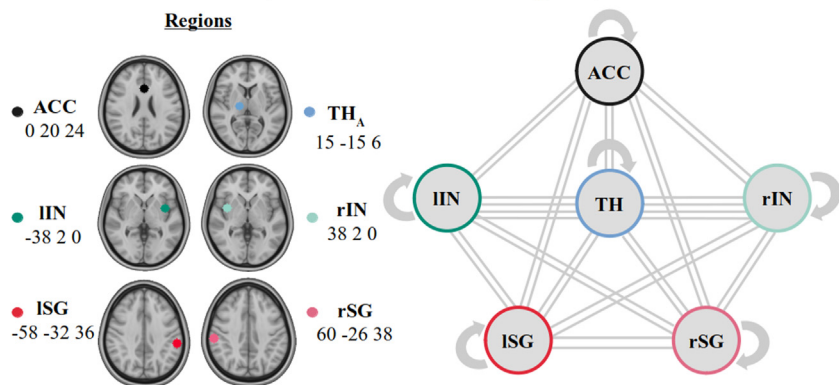 Regions
ACC
0 20 24
TH_A
15 -15 6
lIN
-38 2 0
rIN
38 2 0
lSG
-58 -32 36
rSG
60 -26 38
ACC
lIN
TH
rIN
lSG
rSG